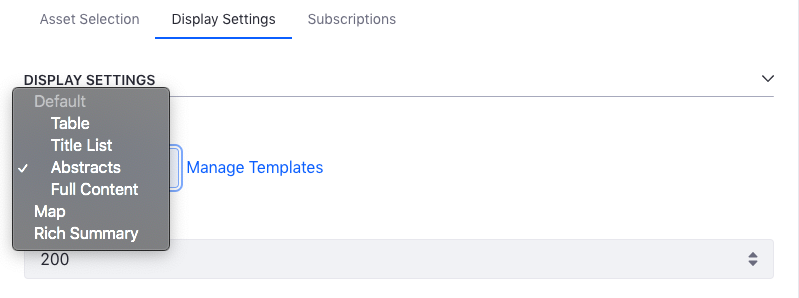 Asset Selection Display Settings Subscriptions
DISPLAY SETTINGS
Default
Table
Title List
Abstracts Manage Templates
Full Content
Map
Rich Summary
200